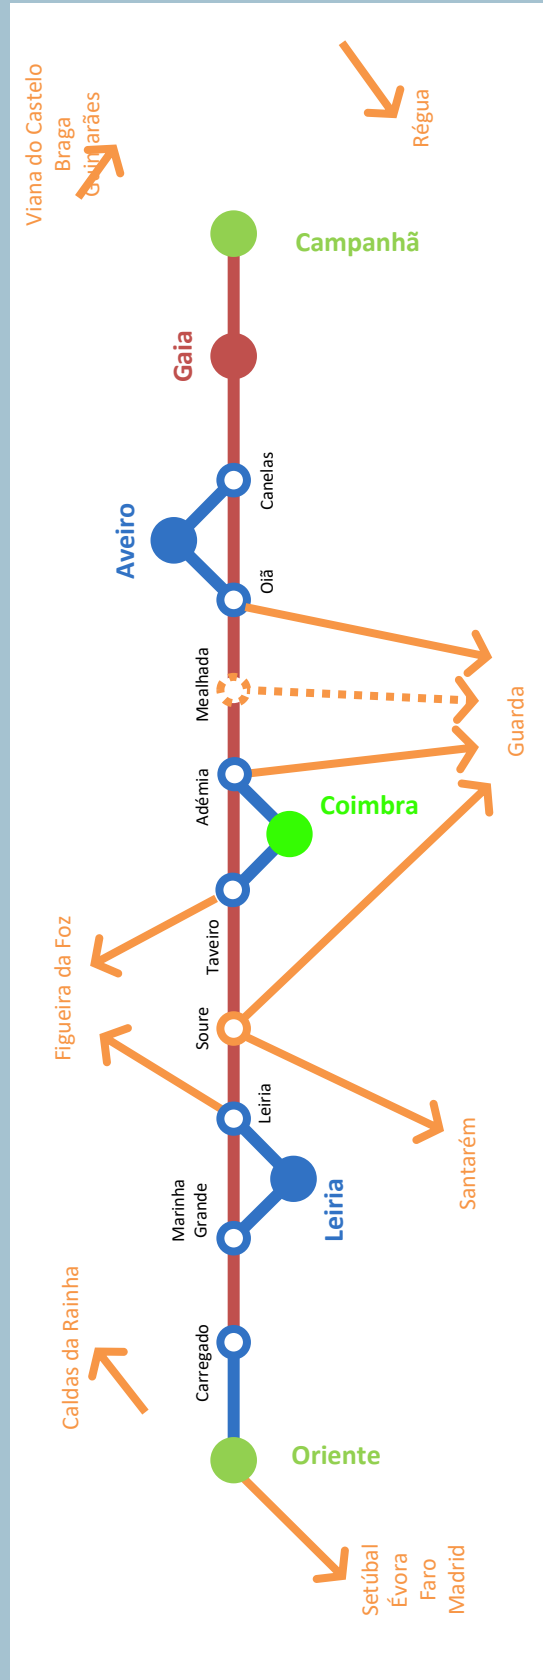 Viana do Castelo
Braga
Guimarães
Régua
Campanhã
Gaia
Canelas
Aveiro
Oiã
Mealhada
Guarda
Adémia
Coimbra
Taveiro
Figueira da Foz
Soure
Leiria
Santarém
Marinha
Grande
Leiria
Caldas da Rainha
Carregado
Oriente
Setúbal
Évora
Faro
Madrid